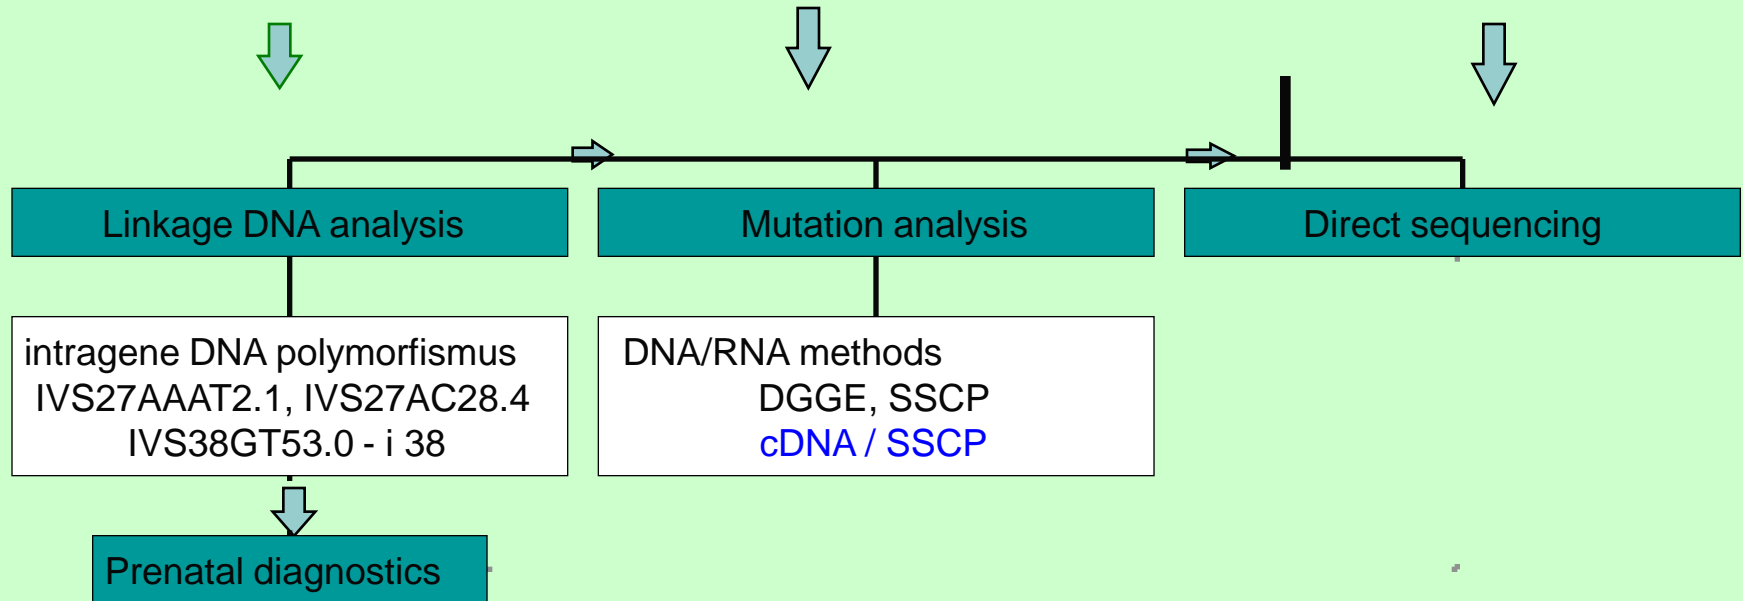 Linkage DNA analysis
Mutation analysis
Direct sequencing
intragene DNA polymorfismus
IVS27AAAT2.1, IVS27AC28.4
IVS38GT53.0 - i 38
DNA/RNA methods
DGGE, SSCP
cDNA / SSCP
Prenatal diagnostics